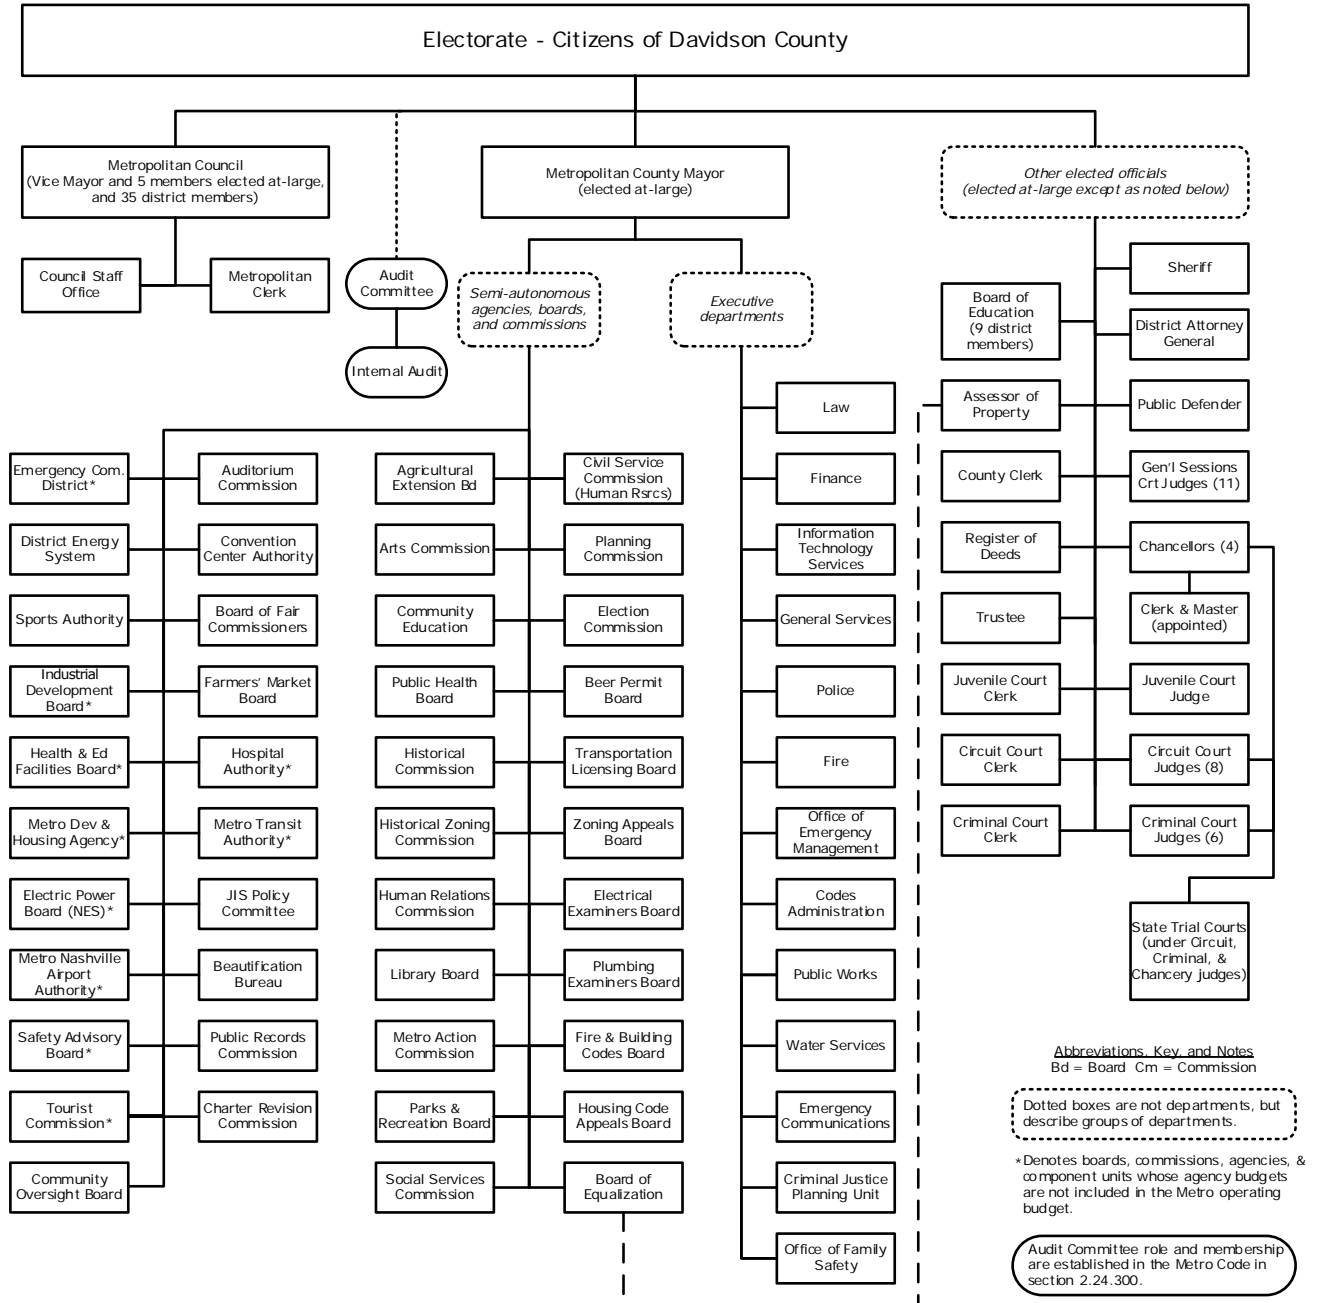 Electorate - Citizens of Davidson County
Metropolitan Council
(Vice Mayor and 5 members elected at-large,
and 35 district members)
Metropolitan County Mayor
(elected at-large)
Other elected officials
(elected at-large except as noted below)
Council Staff
Office
Metropolitan
Clerk
Audit
Committee
Internal Audit
Semi-autonomous
agencies, boards,
and commissions
Executive
departments
Emergency Com.
District*
District Energy
System
Sports Authority
Industrial
Development
Board*
Health & Ed
Facilities Board*
Metro Dev &
Housing Agency*
Electric Power
Board (NES)*
Metro Nashville
Airport
Authority*
Safety Advisory
Board*
Tourist
Commission*
Community
Oversight Board
Auditorium
Commission
Convention
Center Authority
Board of Fair
Commissioners
Farmers' Market
Board
Hospital
Authority*
Metro Transit
Authority*
JIS Policy
Committee
Beautification
Bureau
Public Records
Commission
Charter Revision
Commission
Agricultural
Extension Bd
Arts Commission
Community
Education
Public Health
Board
Historical
Commission
Historical Zoning
Commission
Human Relations
Commission
Library Board
Metro Action
Commission
Parks &
Recreation Board
Social Services
Commission
Civil Service
Commission
(Human Rsrcs)
Planning
Commission
Election
Commission
Beer Permit
Board
Transportation
Licensing Board
Zoning Appeals
Board
Electrical
Examiners Board
Plumbing
Examiners Board
Fire & Building
Codes Board
Housing Code
Appeals Board
Board of
Equalization
Law
Finance
Information
Technology
Services
General Services
Police
Fire
Office of
Emergency
Management
Codes
Administration
Public Works
Water Services
Emergency
Communications
Criminal Justice
Planning Unit
Office of Family
Safety
Board of
Education
(9 district
members)
Assessor of
Property
County Clerk
Register of
Deeds
Trustee
Juvenile Court
Clerk
Circuit Court
Clerk
Criminal Court
Clerk
Sheriff
District Attorney
General
Public Defender
Gen'l Sessions
Crt Judges (11)
Chancellors (4)
Clerk & Master
(appointed)
Juvenile Court
Judge
Circuit Court
Judges (8)
Criminal Court
Judges (6)
State Trial Courts
(under Circuit,
Criminal, &
Chancery judges)
Abbreviations, Key, and Notes
Bd = Board Cm = Commission
Dotted boxes are not departments, but
describe groups of departments.
*Denotes boards, commissions, agencies, &
component units whose agency budgets
are not included in the Metro operating
budget.
Audit Committee role and membership
are established in the Metro Code in
section 2.24.300.